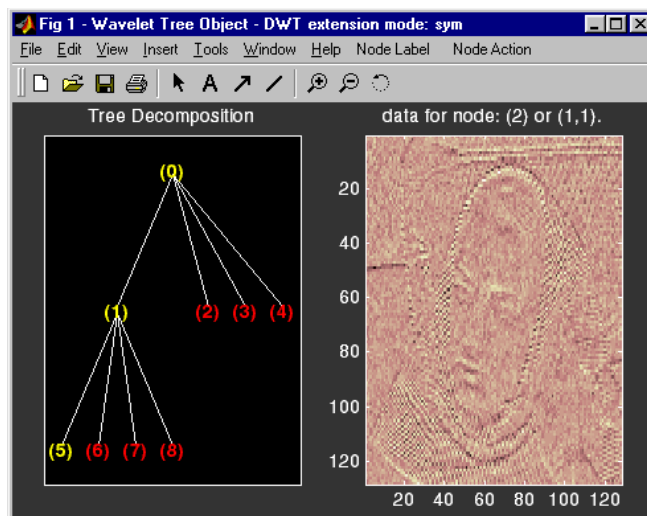 Fig 1 - Wavelet Tree Object - DWT extension mode: sym
File Edit View Insert Tools Window Help Node Label Node Action
A
Tree Decomposition
data for node: (2) or (1,1).
(0)
(1) (2) (3) (4)
(5) (6) (7) (8)
20
40
60
80
100
120
20 40 60 80 100 120